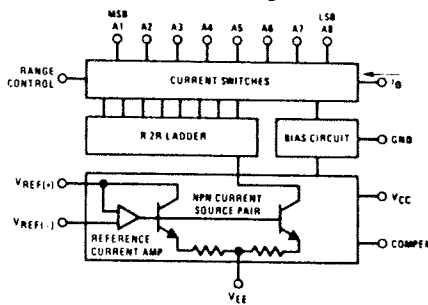 MSB LSB
A1 A2 A3 A4 A5 A6 A7 A8
RANGE CONTROL
CURRENT SWITCHES
I0
R 2R LADDER
BIAS CIRCUIT
GND
VREF(+)
NPN CURRENT SOURCE PAIR
VCC
VREF(-)
REFERENCE CURRENT AMP
COMPEN
VEE